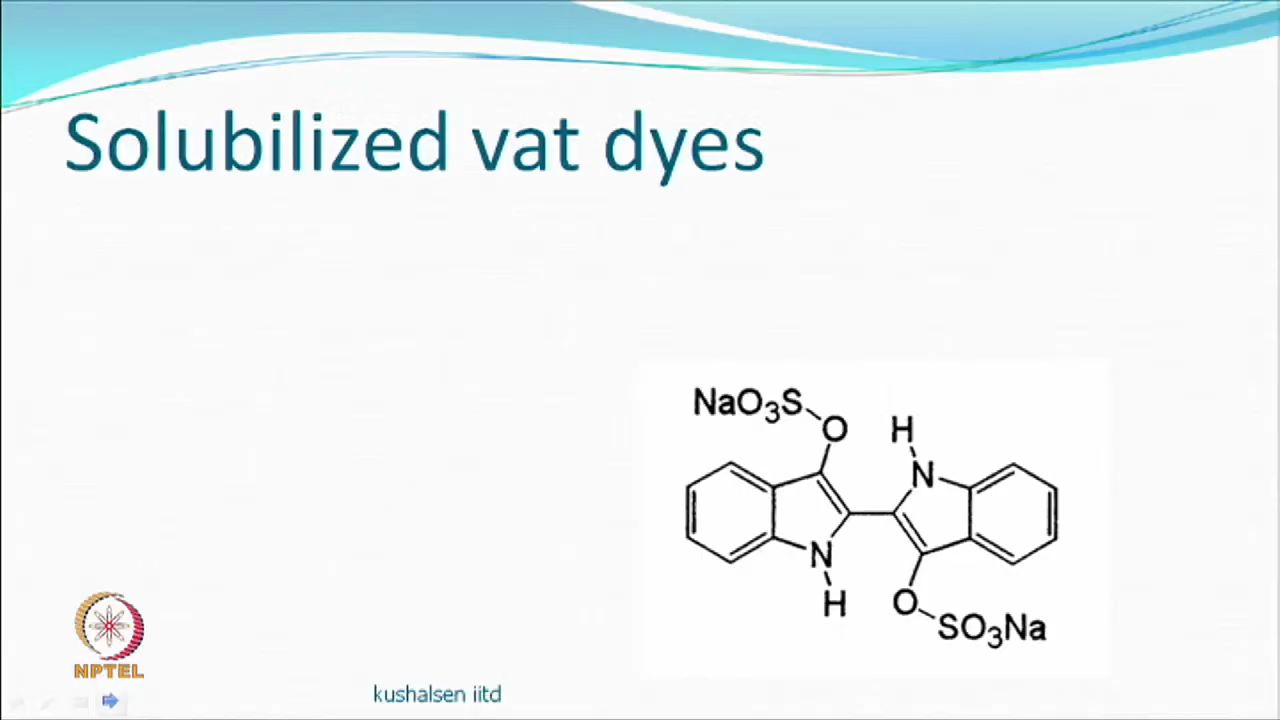 Solubilized vat dyes
NaO₃S
O
H
N
N
H
O
SO₃Na
NPTEL
kushalsen iitd